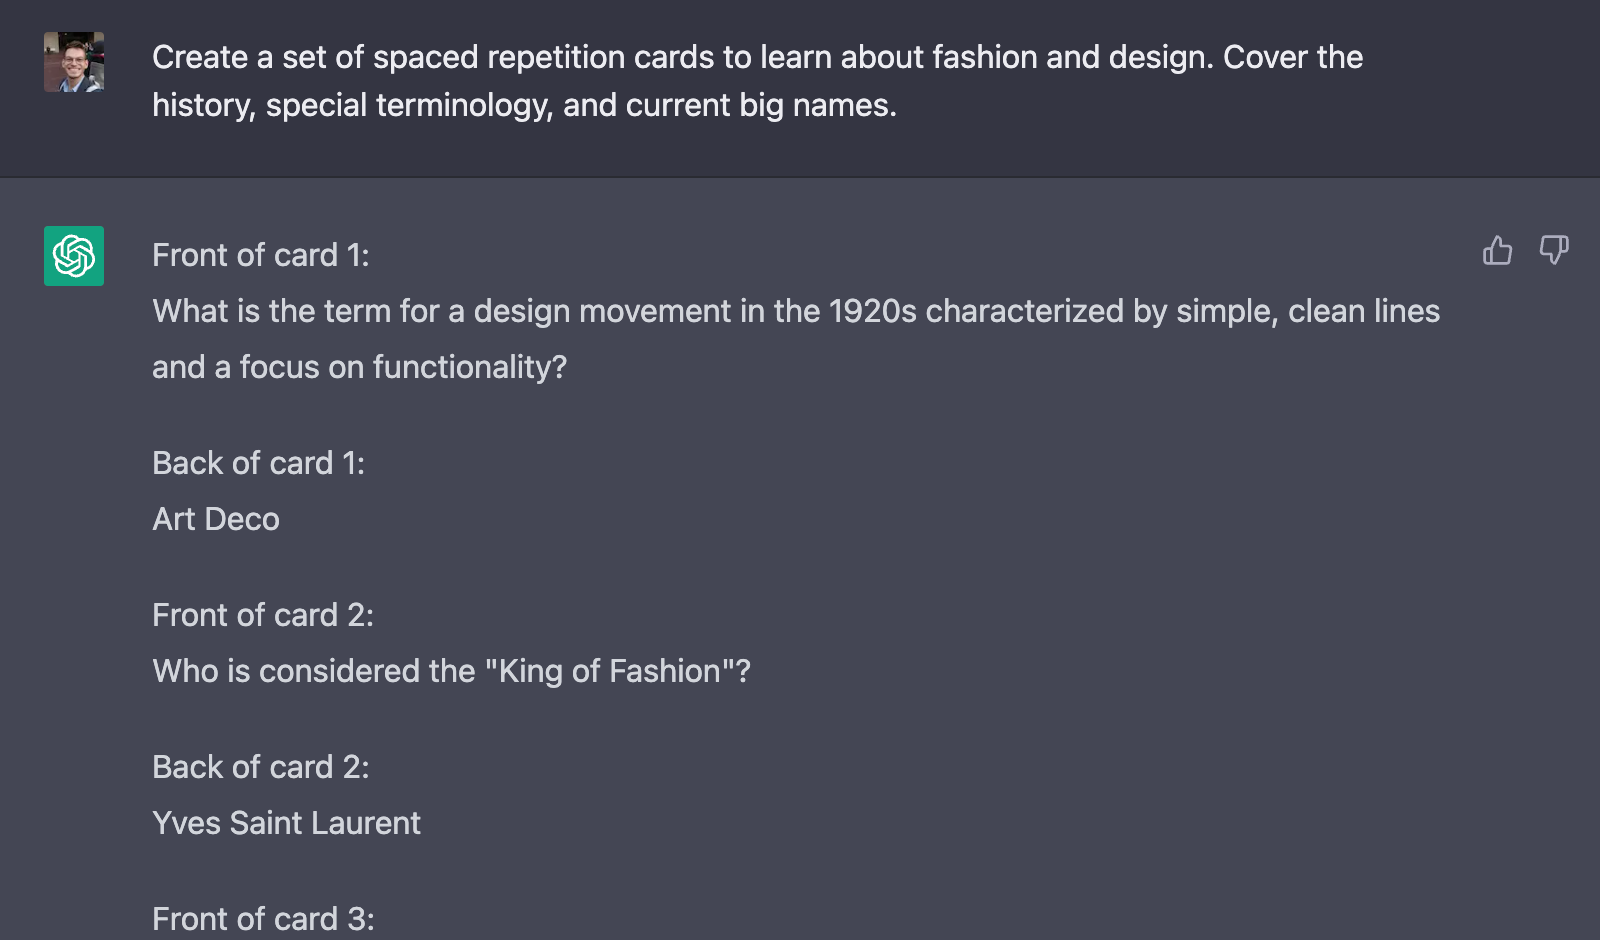 Create a set of spaced repetition cards to learn about fashion and design. Cover the
history, special terminology, and current big names.
Front of card 1:
What is the term for a design movement in the 1920s characterized by simple, clean lines
and a focus on functionality?
Back of card 1:
Art Deco
Front of card 2:
Who is considered the "King of Fashion"?
Back of card 2:
Yves Saint Laurent
Front of card 3: